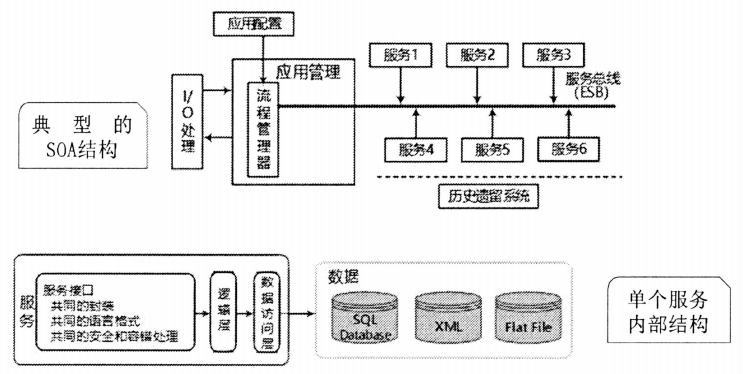 应用配置
应用管理
流程管理器
I/O处理
服务1
服务2
服务3
服务总线
(ESB)
服务4
服务5
服务6
历史遗留系统
典型的
SOA结构
服务
服务接口
共同的封装
共同的语言格式
共同的安全和容错处理
逻辑层
数据访问层
数据
SQL
Database
XML
Flat File
单个服务
内部结构